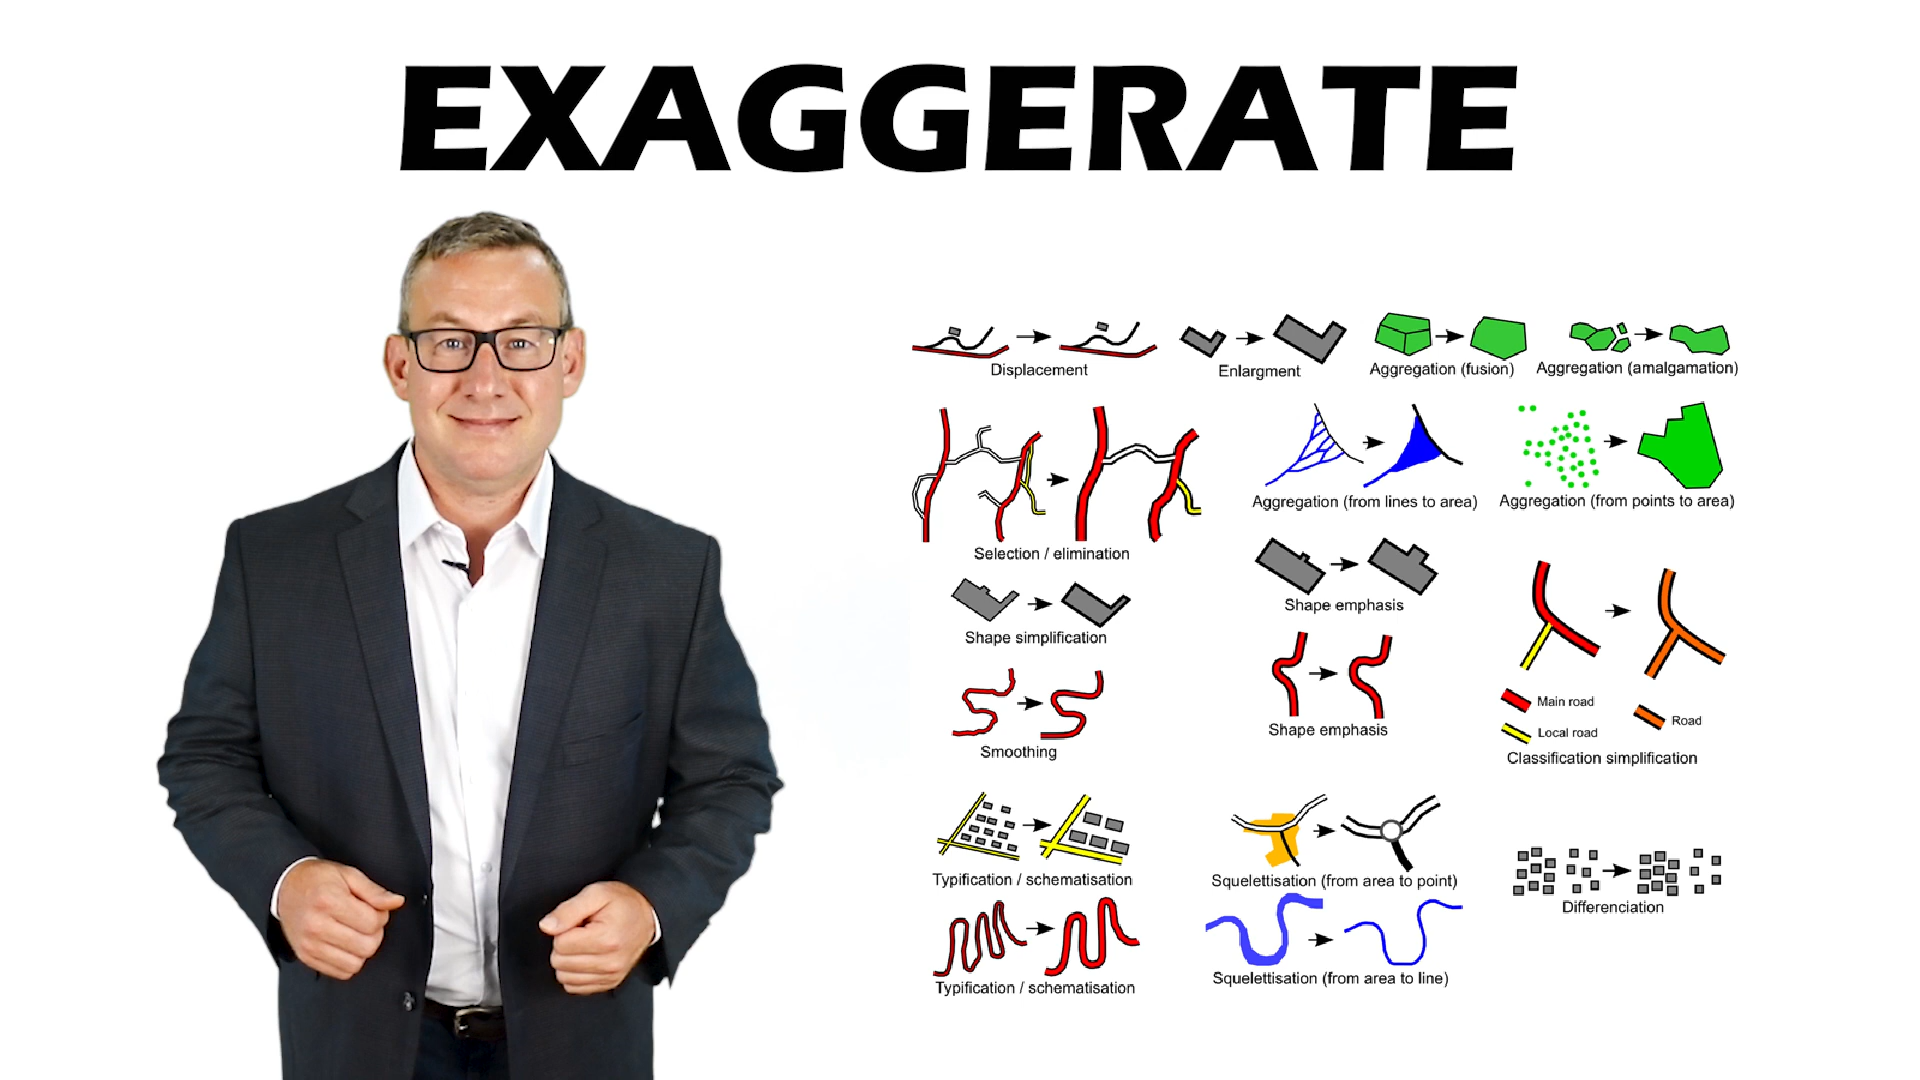 EXAGGERATE
Displacement
Enlargment
Aggregation (fusion)
Aggregation (amalgamation)
Selection / elimination
Aggregation (from lines to area)
Aggregation (from points to area)
Shape simplification
Shape emphasis
Smoothing
Shape emphasis
Main road
Local road
Road
Classification simplification
Typification / schematisation
Squelettisation (from area to point)
Differenciation
Typification / schematisation
Squelettisation (from area to line)